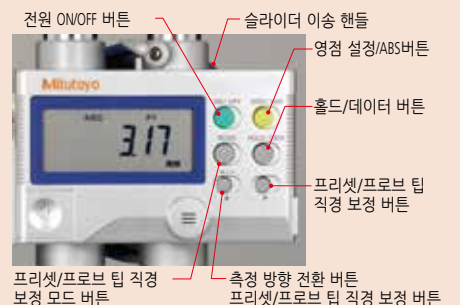 전원 ON/OFF 버튼
슬라이더 이송 핸들
영점 설정/ABS버튼
Mitutoyo
3.17
홀드/데이터 버튼
프리셋/프로브 팁
직경 보정 버튼
프리셋/프로브 팁 직경
보정 모드 버튼
측정 방향 전환 버튼
프리셋/프로브 팁 직경 보정 버튼